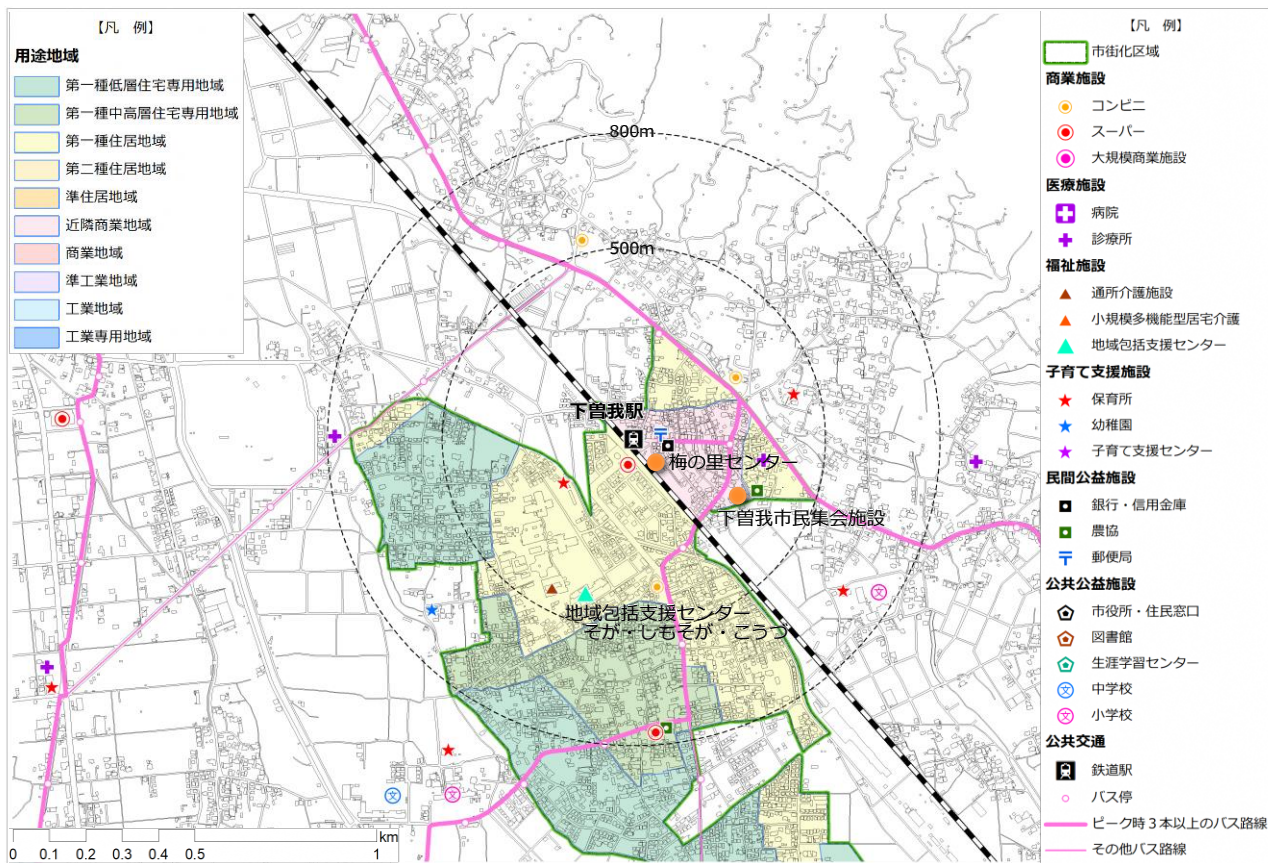 【凡 例】
用途地域
第一種低層住宅専用地域
第一種中高層住宅専用地域
第一種住居地域
第二種住居地域
準住居地域
近隣商業地域
商業地域
準工業地域
工業地域
工業専用地域
800m
500m
下曽我駅
梅の里センター
下曽我市民集会施設
地域包括支援センター
そが・しもそが・こうづ
km
0 0.1 0.2 0.3 0.4 0.5 1
【凡 例】
市街化区域
商業施設
コンビニ
スーパー
大規模商業施設
医療施設
病院
診療所
福祉施設
通所介護施設
小規模多機能型居宅介護
地域包括支援センター
子育て支援施設
保育所
幼稚園
子育て支援センター
民間公益施設
銀行・信用金庫
農協
郵便局
公共公益施設
市役所・住民窓口
図書館
生涯学習センター
文 中学校
文 小学校
公共交通
鉄道駅
バス停
ピーク時3本以上のバス路線
その他バス路線